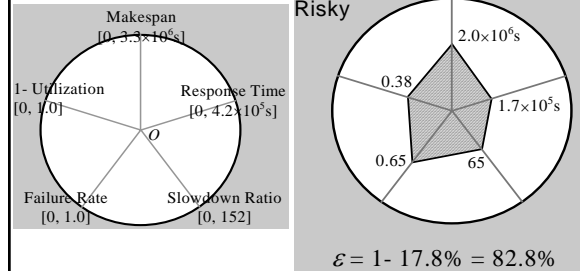 Makespan
[0, 3.3×10⁶s]
1- Utilization
[0, 1.0]
Response Time
[0, 4.2×10⁵s]
O
Failure Rate
[0, 1.0]
Slowdown Ratio
[0, 152]
Risky
2.0×10⁶s
0.38
1.7×10⁵s
0.65
65
ε = 1- 17.8% = 82.8%